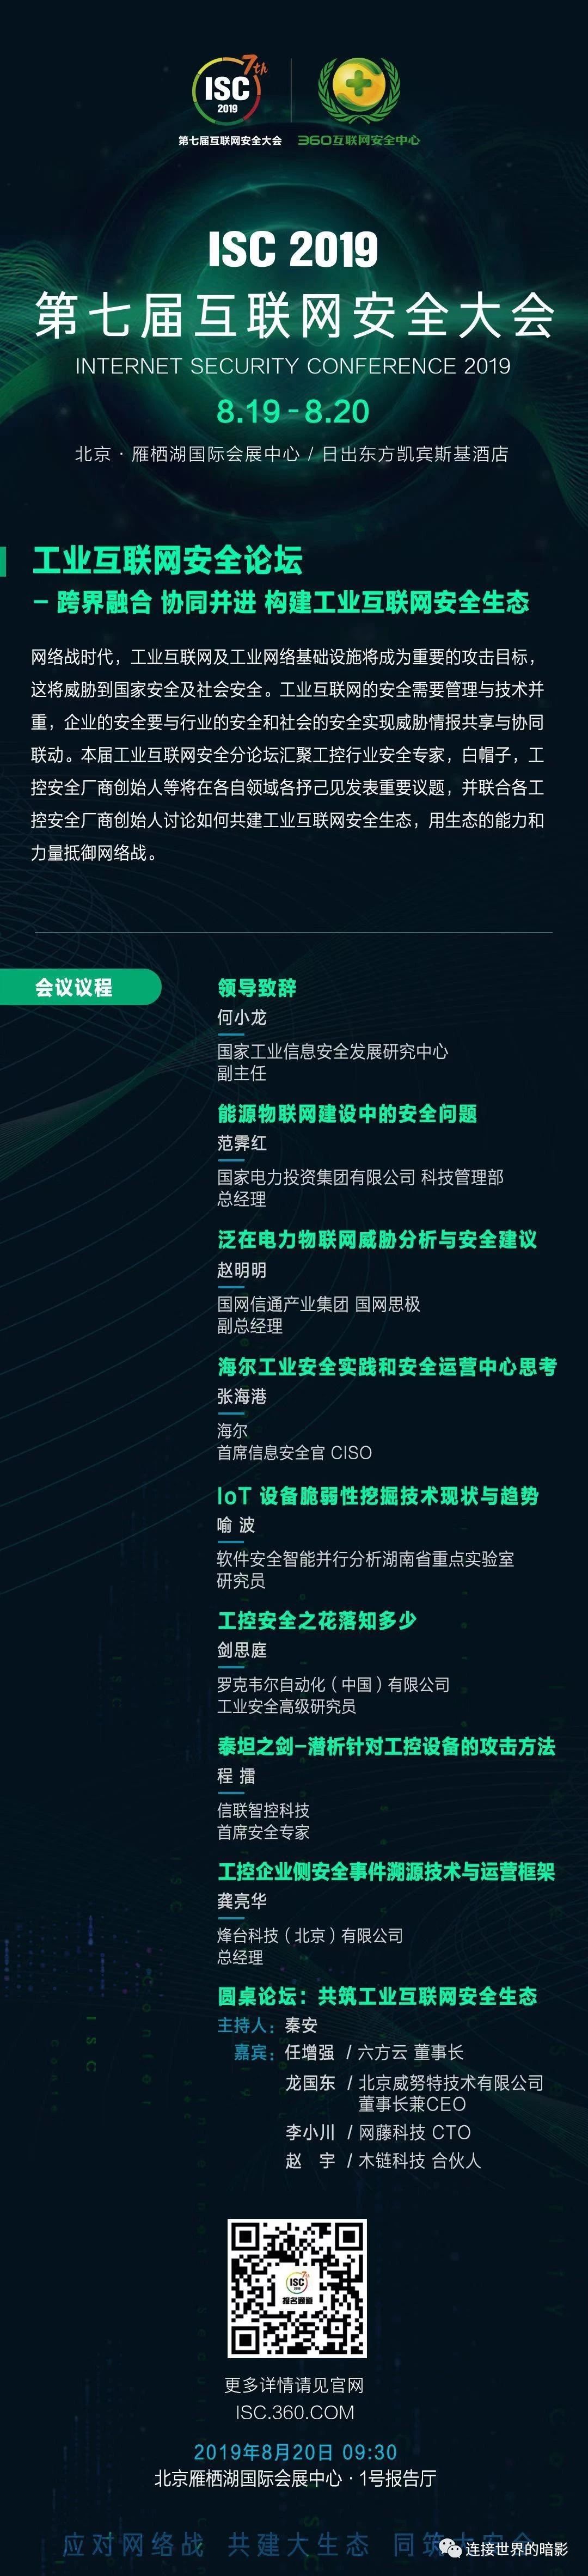 7th
ISC
2019
第七届互联网安全大会
360互联网安全中心
ISC 2019
第七届互联网安全大会
INTERNET SECURITY CONFERENCE 2019
8.19-8.20
北京·雁栖湖国际会展中心 / 日出东方凯宾斯基酒店
工业互联网安全论坛
- 跨界融合 协同并进 构建工业互联网安全生态
网络战时代，工业互联网及工业网络基础设施将成为重要的攻击目标，
这将威胁到国家安全及社会安全。工业互联网的安全需要管理与技术并
重，企业的安全要与行业的安全和社会的安全实现威胁情报共享与协同
联动。本届工业互联网安全分论坛汇聚工控行业安全专家，白帽子，工
控安全厂商创始人等将在各自领域各抒己见发表重要议题，并联合各工
控安全厂商创始人讨论如何共建工业互联网安全生态，用生态的能力和
力量抵御网络战。
会议议程
领导致辞
何小龙
国家工业信息安全发展研究中心
副主任
能源物联网建设中的安全问题
范霁红
国家电力投资集团有限公司 科技管理部
总经理
泛在电力物联网威胁分析与安全建议
赵明明
国网信通产业集团 国网思极
副总经理
海尔工业安全实践和安全运营中心思考
张海港
海尔
首席信息安全官 CISO
IoT 设备脆弱性挖掘技术现状与趋势
喻 波
软件安全智能并行分析湖南省重点实验室
研究员
工控安全之花落知多少
剑思庭
罗克韦尔自动化（中国）有限公司
工业安全高级研究员
泰坦之剑-潜析针对工控设备的攻击方法
程 擂
信联智控科技
首席安全专家
工控企业侧安全事件溯源技术与运营框架
龚亮华
烽台科技（北京）有限公司
总经理
圆桌论坛：共筑工业互联网安全生态
主持人：秦安
嘉宾：任增强 / 六方云 董事长
龙国东 / 北京威努特技术有限公司
董事长兼CEO
李小川 / 网藤科技 CTO
赵 宇 / 木链科技 合伙人
ISC
7th
报名通道
更多详情请见官网
ISC.360.COM
2019年8月20日 09:30
北京雁栖湖国际会展中心·1号报告厅
应对网络战 共建大生态 同筑大安全
连接世界的暗影